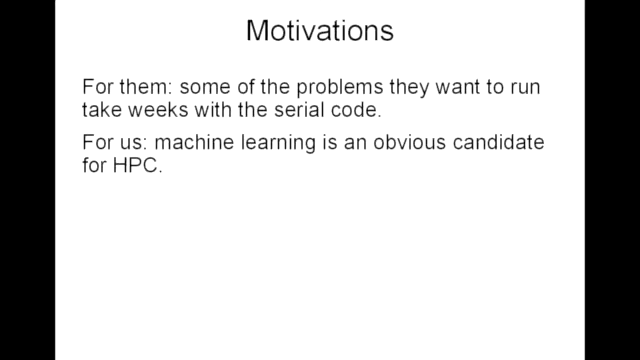 Motivations
For them: some of the problems they want to run
take weeks with the serial code.
For us: machine learning is an obvious candidate
for HPC.